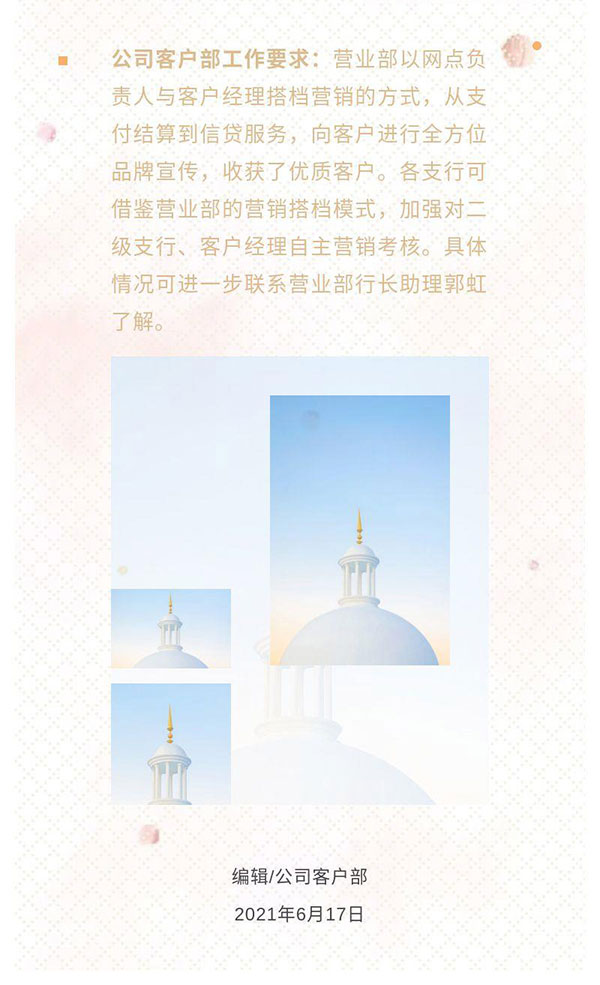 公司客户部工作要求：营业部以网点负
责人与客户经理搭档营销的方式，从支
付结算到信贷服务，向客户进行全方位
品牌宣传，收获了优质客户。各支行可
借鉴营业部的营销搭档模式，加强对二
级支行、客户经理自主营销考核。具体
情况可进一步联系营业部行长助理郭虹
了解。
编辑/公司客户部
2021年6月17日